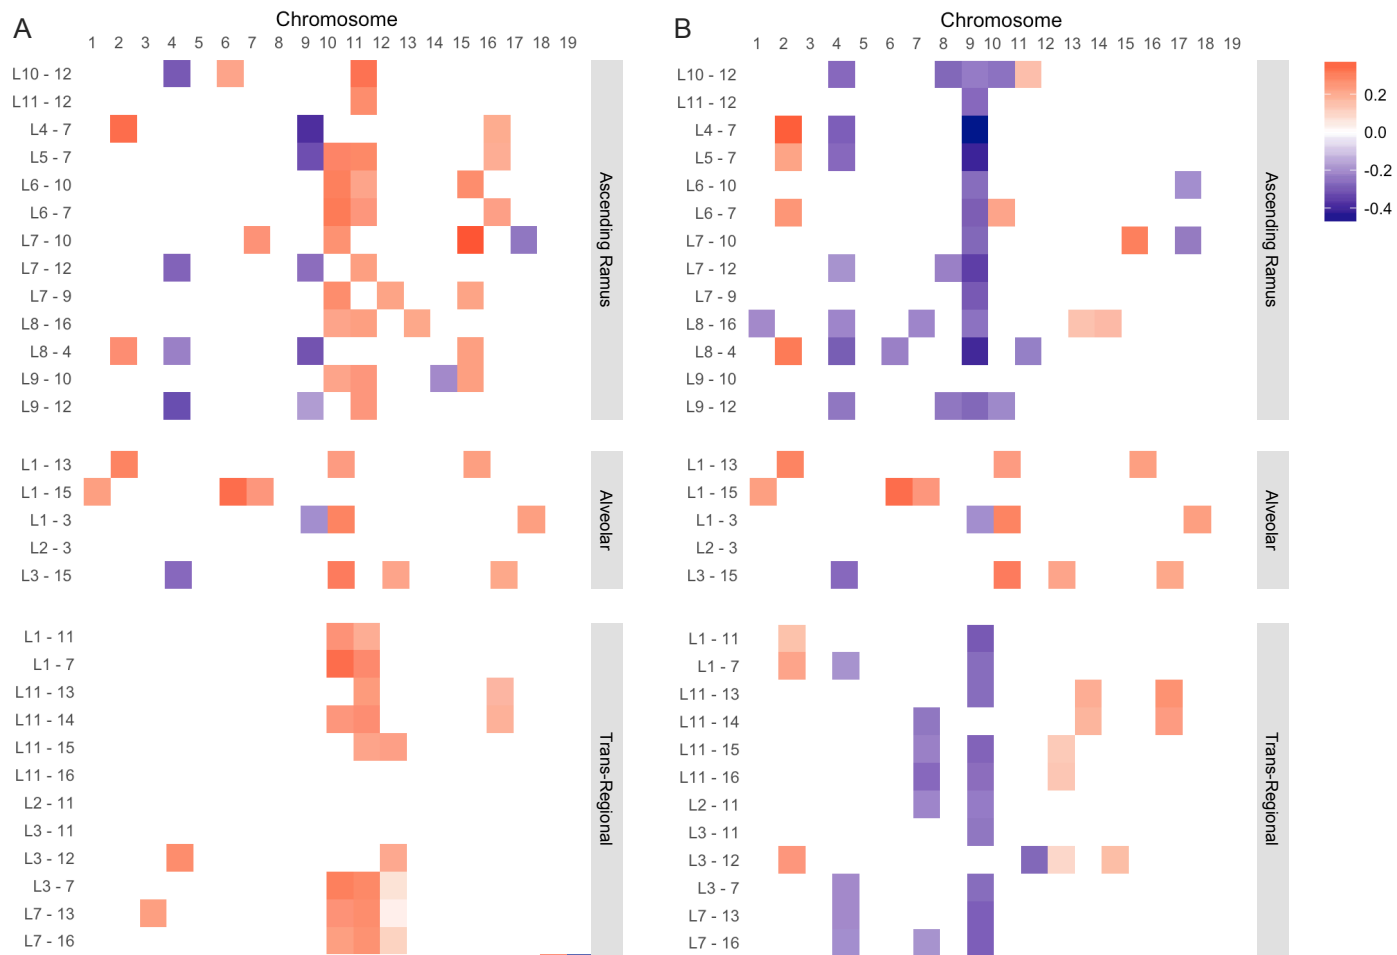 A
Chromosome
1 2 3 4 5 6 7 9 10 11 12 13 14 15 16 17 18 19
L10 - 12
L11 - 12
L4 - 7
L5 - 7
L6 - 10
L6 - 7
L7 - 10
L7 - 12
L7 - 9
L8 - 16
L8 - 4
L9 - 10
L9 - 12
Ascending Ramus
L1 - 13
L1 - 15
L1 - 3
L2 - 3
L3 - 15
Alveolar
L1 - 11
L1 - 7
L11 - 13
L11 - 14
L11 - 15
L11 - 16
L2 - 11
L3 - 11
L3 - 12
L3 - 7
L7 - 13
L7 - 16
Trans-Regional
B
Chromosome
1 2 3 4 5 6 7 8 9 10 11 12 13 14 15 16 17 18 19
L10 - 12
L11 - 12
L4 - 7
L5 - 7
L6 - 10
L6 - 7
L7 - 10
L7 - 12
L7 - 9
L8 - 16
L8 - 4
L9 - 10
L9 - 12
Ascending Ramus
L1 - 13
L1 - 15
L1 - 3
L2 - 3
L3 - 15
Alveolar
L1 - 11
L1 - 7
L11 - 13
L11 - 14
L11 - 15
L11 - 16
L2 - 11
L3 - 11
L3 - 12
L3 - 7
L7 - 13
L7 - 16
Trans-Regional
0.2
0.0
-0.2
-0.4